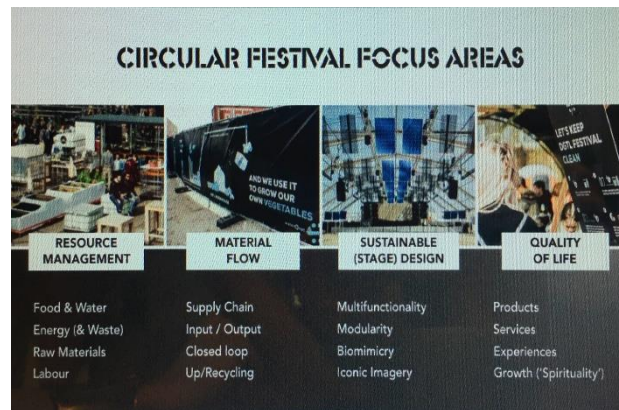 CIRCULAR FESTIVAL FOCUS AREAS
AND WE USE IT
TO GROW OUR
OWN VEGETABLES
LET'S KEEP
DGTL FESTIVAL
CLEAN
RESOURCE
MANAGEMENT
MATERIAL
FLOW
SUSTAINABLE
(STAGE) DESIGN
QUALITY
OF LIFE
Food & Water
Energy (& Waste)
Raw Materials
Labour
Supply Chain
Input / Output
Closed loop
Up/Recycling
Multifunctionality
Modularity
Biomimicry
Iconic Imagery
Products
Services
Experiences
Growth ('Spirituality')